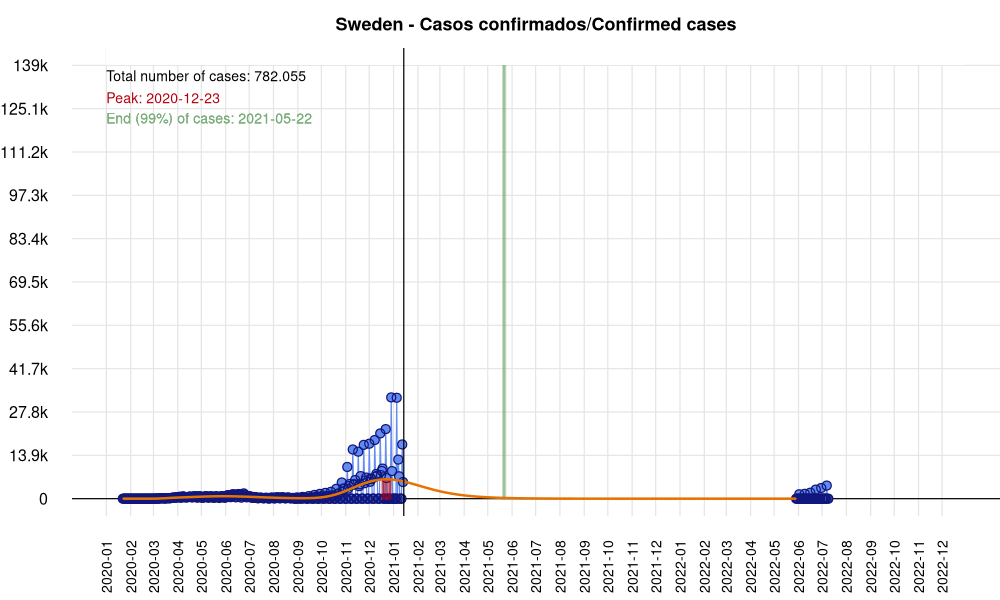 Sweden - Casos confirmados/Confirmed cases
Total number of cases: 782.055
Peak: 2020-12-23
End (99%) of cases: 2021-05-22
139k
125.1k
111.2k
97.3k
83.4k
69.5k
55.6k
41.7k
27.8k
13.9k
0
2020-01
2020-02
2020-03
2020-04
2020-05
2020-06
2020-07
2020-08
2020-09
2020-10
2020-11
2020-12
2021-01
2021-02
2021-03
2021-04
2021-05
2021-06
2021-07
2021-08
2021-09
2021-10
2021-11
2021-12
2022-01
2022-02
2022-03
2022-04
2022-05
2022-06
2022-07
2022-08
2022-09
2022-10
2022-11
2022-12